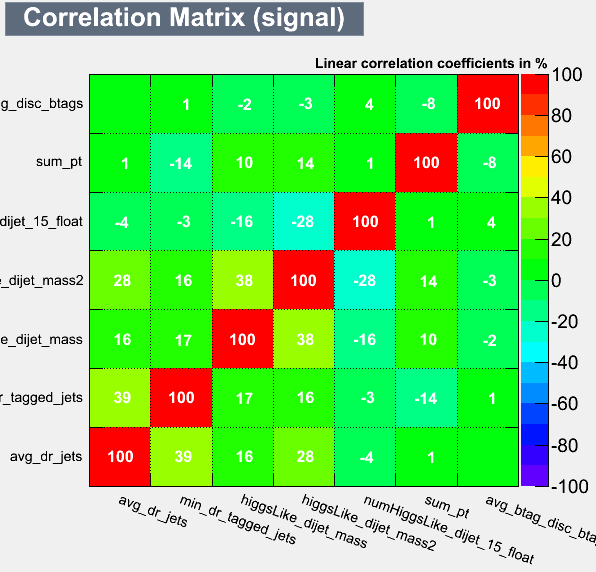 Correlation Matrix (signal)
Linear correlation coefficients in %
g_disc_btags 1 -2 -3 4 -8 100
sum_pt 1 -14 10 14 1 100 -8
dijet_15_float -4 -3 -16 -28 100 1 4
e_dijet_mass2 28 16 38 100 -28 14 -3
e_dijet_mass 16 17 100 38 -16 10 -2
r_tagged_jets 39 100 17 16 -3 -14 1
avg_dr_jets 100 39 16 28 -4 1
avg_dr_jets
min_dr_tagged_jets
higgsLike_dijet_mass
higgsLike_dijet_mass2
numHiggsLike_dijet_15_float
sum_pt
avg_btag_disc_btag
100
80
60
40
20
0
-20
-40
-60
-80
-100